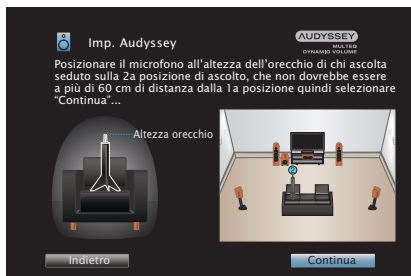 Imp. Audyssey
AUDYSSEY
MULTEQ
DYNAMIC VOLUME
Posizionare il microfono all'altezza dell'orecchio di chi ascolta
seduto sulla 2a posizione di ascolto, che non dovrebbe essere
a più di 60 cm di distanza dalla 1a posizione quindi selezionare
"Continua"...
Altezza orecchio
Indietro
Continua